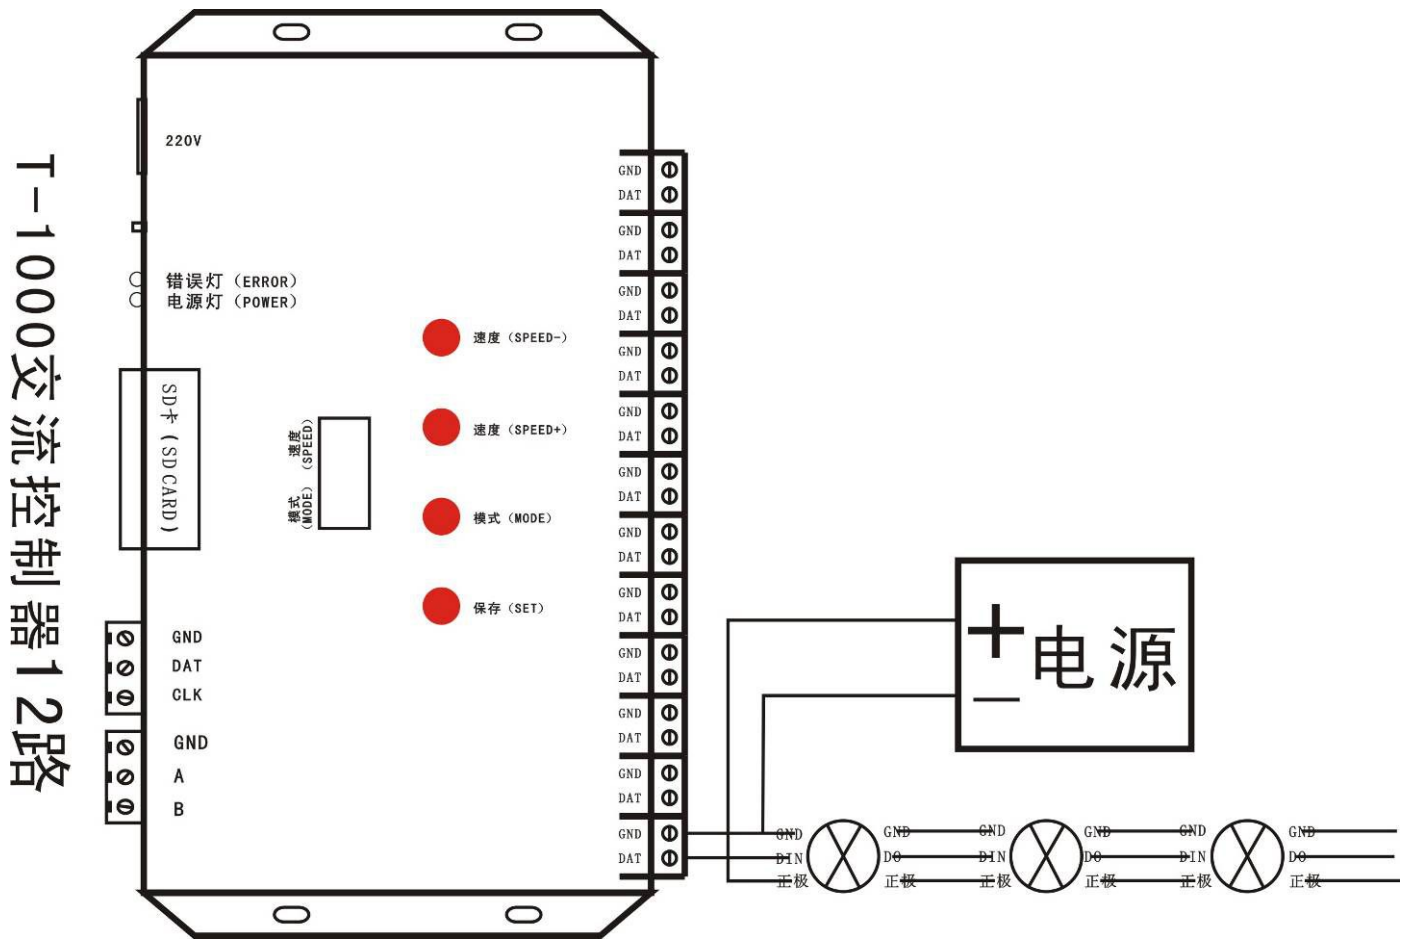 T-1000交流控制器12路
220V
错误灯（ERROR）
电源灯（POWER）
SD卡（SD CARD）
速度（SPEED）
模式（MODE）
速度（SPEED-）
速度（SPEED+）
模式（MODE）
保存（SET）
GND
DAT
CLK
GND
A
B
GND
DAT
GND
DAT
GND
DAT
GND
DAT
GND
DAT
GND
DAT
GND
DAT
GND
DAT
GND
DAT
GND
DAT
GND
DAT
GND
DAT
+
电源
—
GND GND GND GND GND GND
DIN DO DIN DO DIN DO
正极 正极 正极 正极 正极 正极